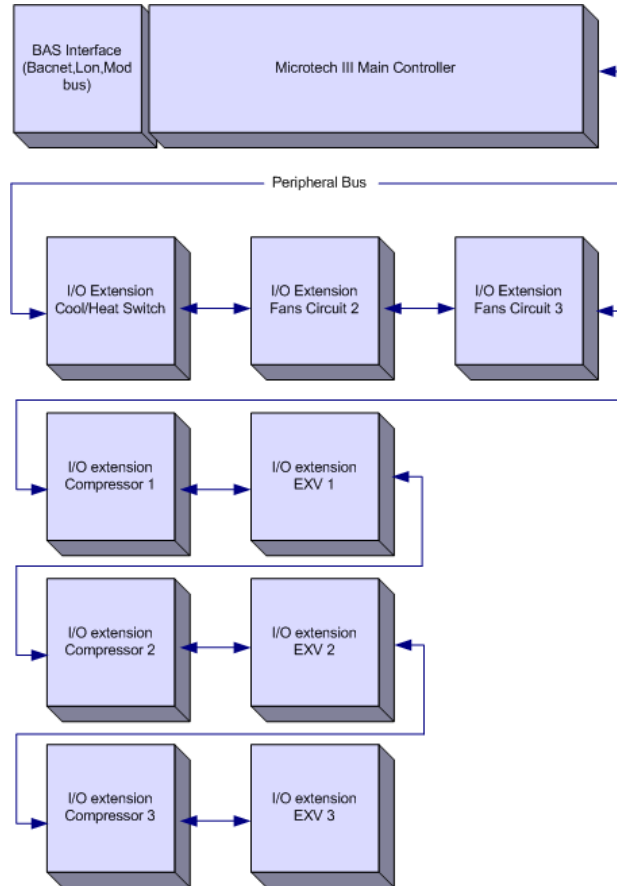 BAS Interface
(Bacnet,Lon,Mod
bus)
Microtech III Main Controller
Peripheral Bus
I/O Extension
Cool/Heat Switch
I/O Extension
Fans Circuit 2
I/O Extension
Fans Circuit 3
I/O extension
Compressor 1
I/O extension
EXV 1
I/O extension
Compressor 2
I/O extension
EXV 2
I/O extension
Compressor 3
I/O extension
EXV 3